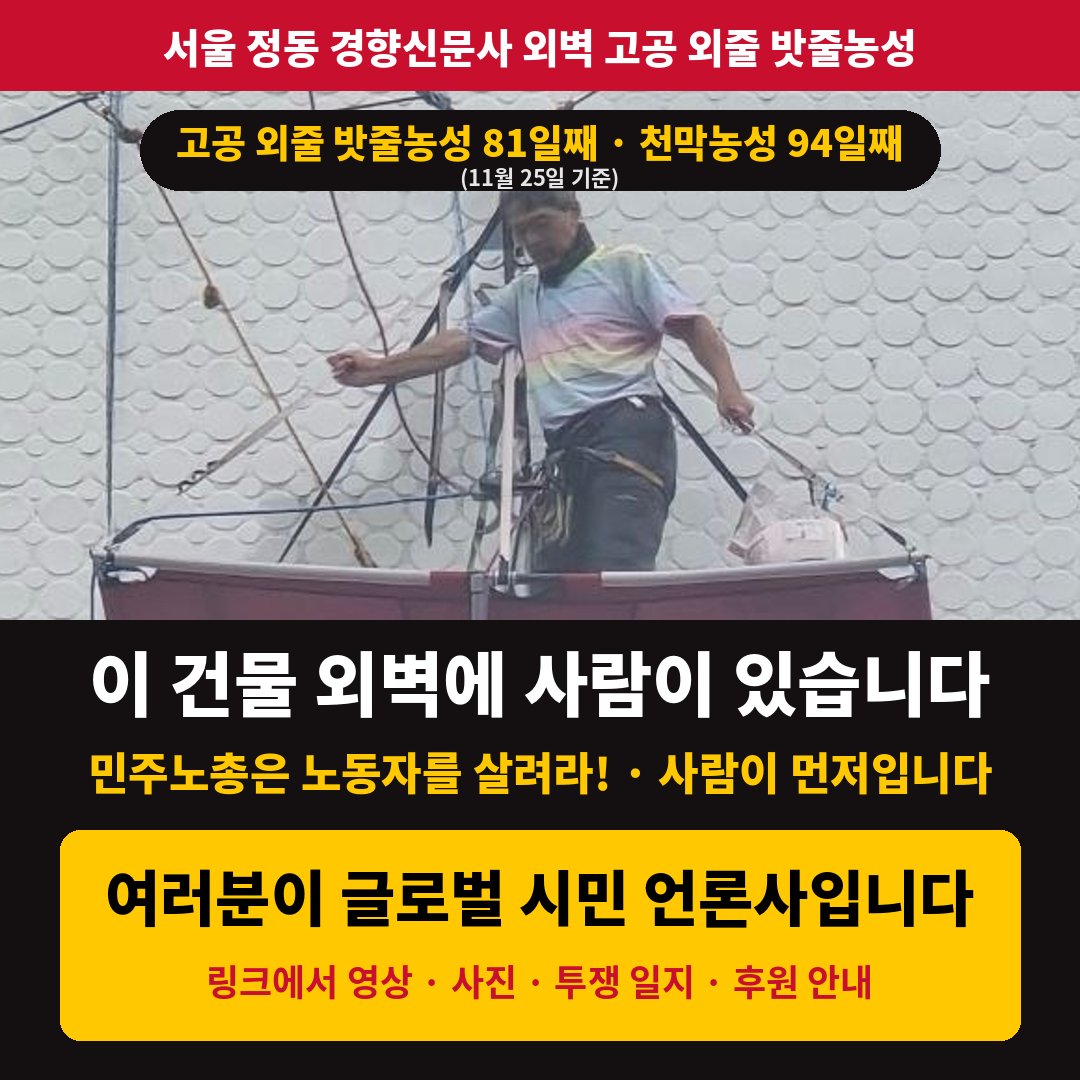 서울 정동 경향신문사 외벽 고공 외줄 밧줄농성
고공 외줄 밧줄농성 81일째 · 천막농성 94일째
(11월 25일 기준)
이 건물 외벽에 사람이 있습니다
민주노총은 노동자를 살려라! · 사람이 먼저입니다
여러분이 글로벌 시민 언론사입니다
링크에서 영상 · 사진 · 투쟁 일지 · 후원 안내